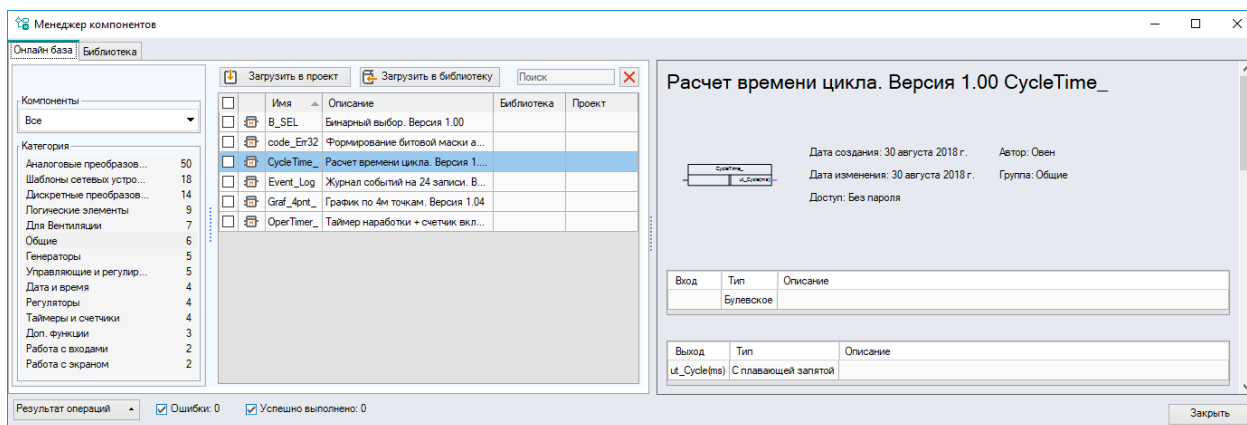 Менеджер компонентов
Онлайн база Библиотека
Компоненты
Все
Категория
Аналоговые преобразов... 50
Шаблоны сетевых устро... 18
Дискретные преобразов... 14
Логические элементы 9
Для Вентиляции 7
Общие 6
Генераторы 5
Управляющие и регулир... 5
Дата и время 4
Регуляторы 4
Таймеры и счетчики 4
Доп. функции 3
Работа с входами 2
Работа с экраном 2
Загрузить в проект Загрузить в библиотеку Поиск
Имя Описание Библиотека Проект
B_SEL Бинарный выбор. Версия 1.00
code_Err32 Формирование битовой маски а...
CycleTime_ Расчет времени цикла. Версия 1....
Event_Log Журнал событий на 24 записи. В...
Graf_4pnt_ График по 4м точкам. Версия 1.04
OperTimer_ Таймер наработки + счетчик вкл...
Расчет времени цикла. Версия 1.00 CycleTime_
CycleTime_
ut_Cycle(ms)
Дата создания: 30 августа 2018 г. Автор: Овен
Дата изменения: 30 августа 2018 г. Группа: Общие
Доступ: Без пароля
Вход Тип Описание
Булевское
Выход Тип Описание
ut_Cycle(ms) С плавающей запятой
Результат операций Ошибки: 0 Успешно выполнено: 0
Закрыть